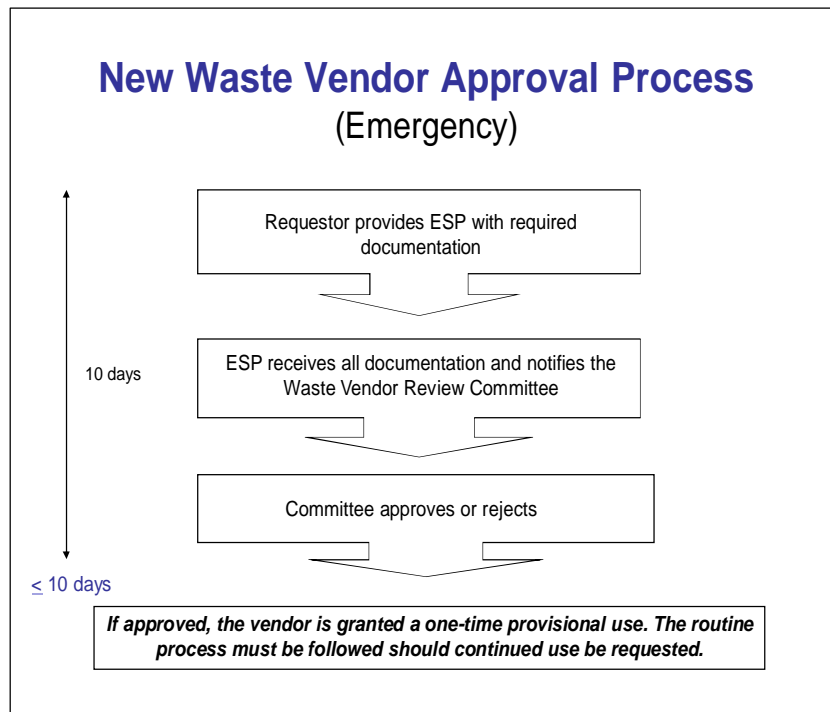 New Waste Vendor Approval Process
(Emergency)
Requestor provides ESP with required
documentation
10 days
ESP receives all documentation and notifies the
Waste Vendor Review Committee
Committee approves or rejects
≤ 10 days
If approved, the vendor is granted a one-time provisional use. The routine
process must be followed should continued use be requested.